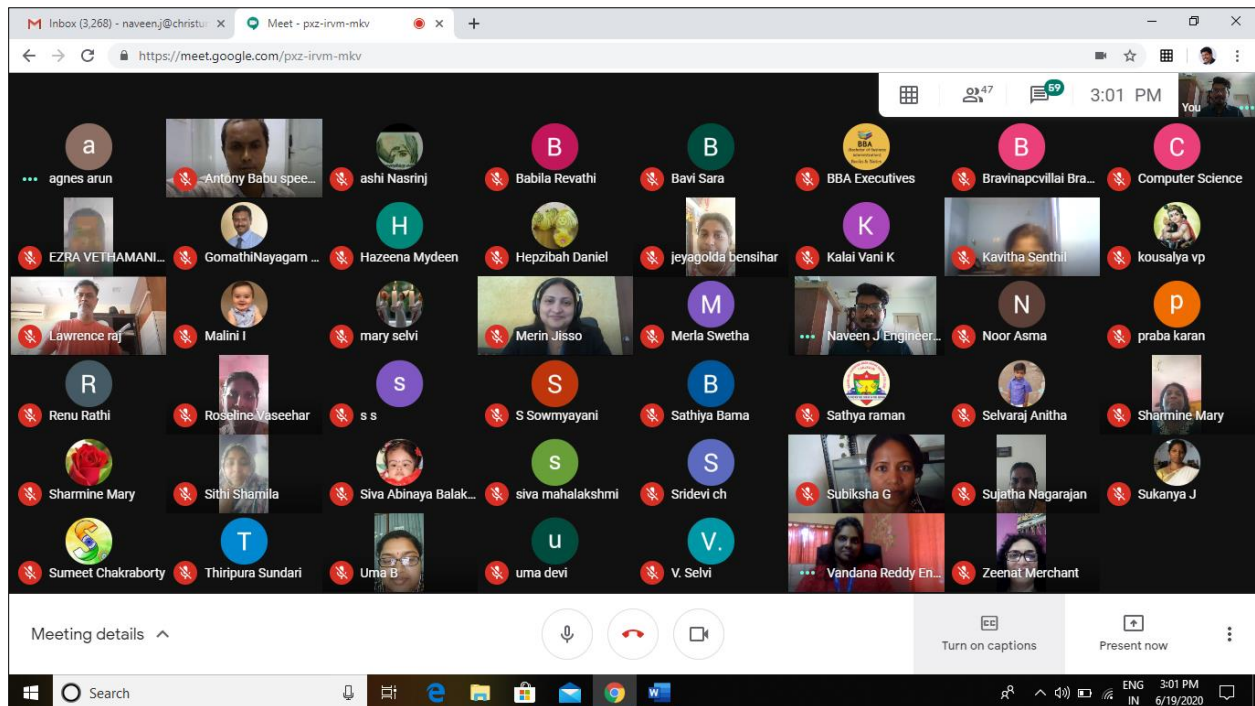 Inbox (3,268) - naveen.j@christu
Meet - pxz-irvm-mkv
https://meet.google.com/pxz-irvm-mkv
47
59
3:01 PM
You
a
B
B
BBA
B
C
agnes arun
Antony Babu spee...
ashi Nasrinj
Babila Revathi
Bavi Sara
BBA Executives
Bravinapcvillai Bra...
Computer Science
H
K
EZRA VETHAMANI...
GomathiNayagam ...
Hazeena Mydeen
Hepzibah Daniel
jeyagolda bensihar
Kalai Vani K
Kavitha Senthil
kousalya vp
M
N
p
Lawrence raj
Malini I
mary selvi
Merin Jisso
Merla Swetha
Naveen J Engineer...
Noor Asma
praba karan
R
s
S
B
Renu Rathi
Roseline Vaseehar
s s
S Sowmyayani
Sathiya Bama
Sathya raman
Selvaraj Anitha
Sharmine Mary
s
S
Sharmine Mary
Sithi Shamila
Siva Abinaya Balak...
siva mahalakshmi
Sridevi ch
Subiksha G
Sujatha Nagarajan
Sukanya J
S
T
u
V.
Sumeet Chakraborty
Thiripura Sundari
Uma B
uma devi
V. Selvi
Vandana Reddy En...
Zeenat Merchant
Meeting details
CC
Turn on captions
Present now
Search
ENG
IN
3:01 PM
6/19/2020